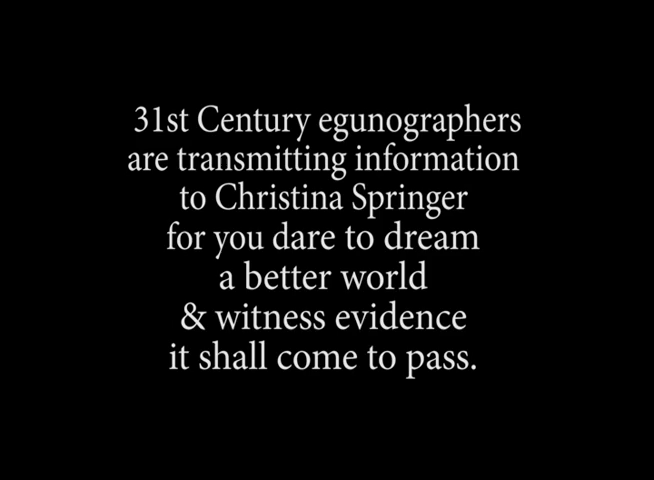 31st Century egunographers
are transmitting information
to Christina Springer
for you dare to dream
a better world
& witness evidence
it shall come to pass.